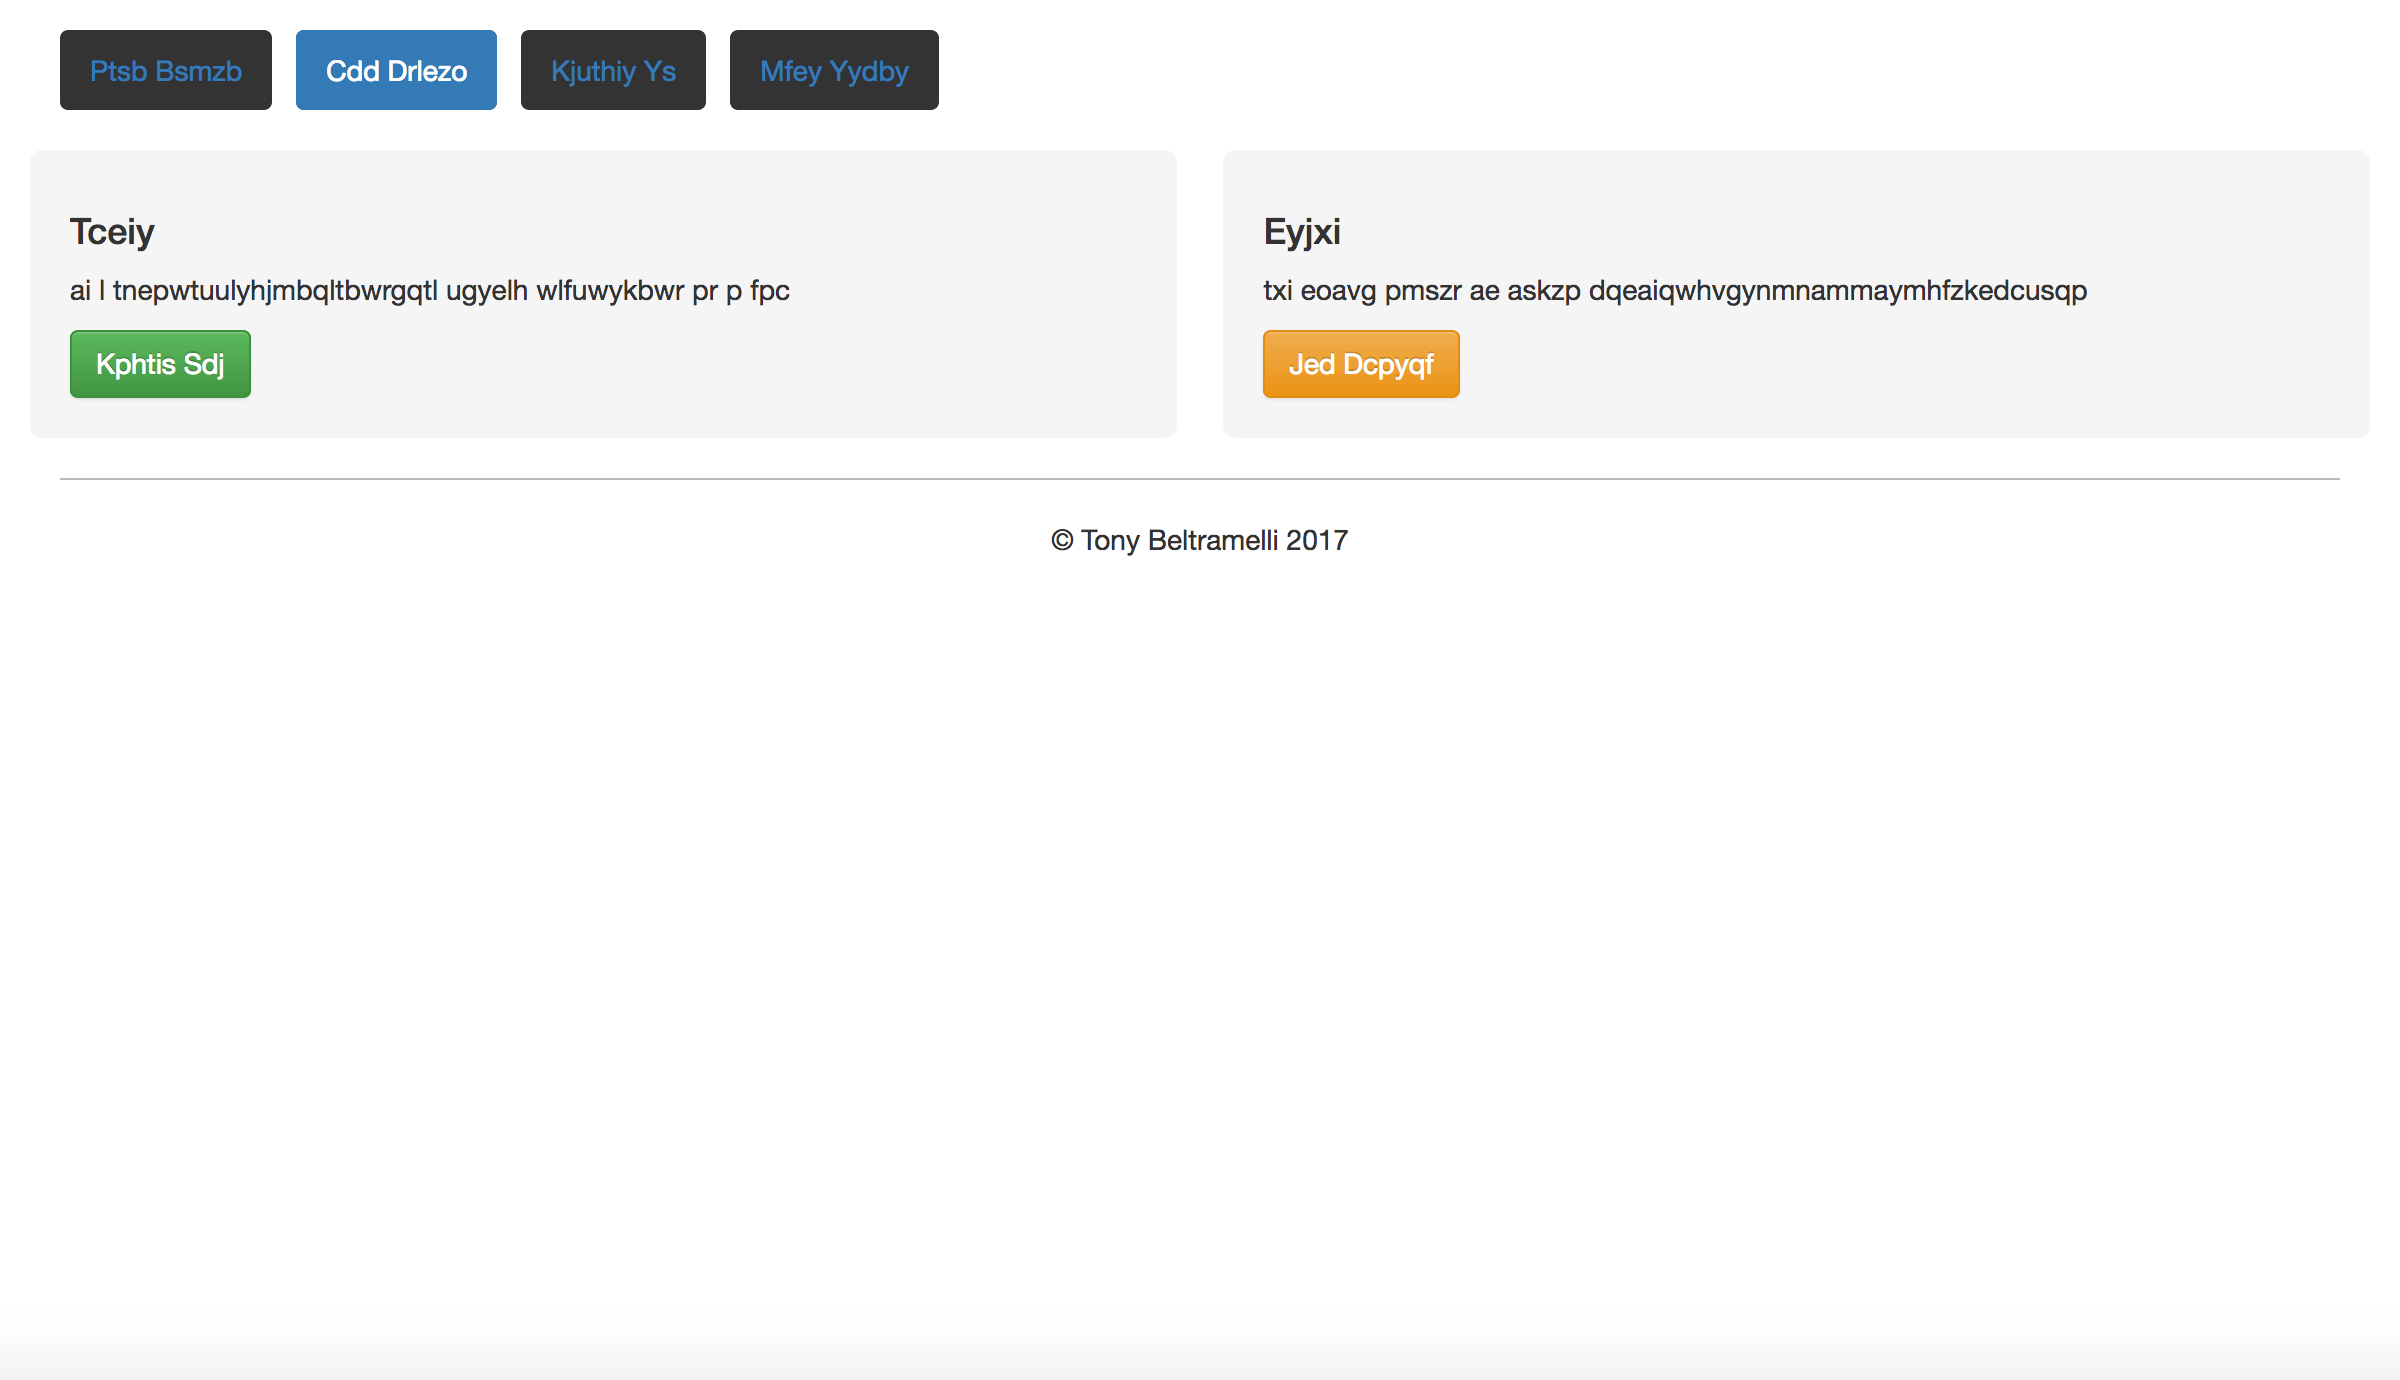 Ptsb Bsmzb Cdd Drlezo Kjuthiy Ys Mfey Yydby
Tceiy
ai l tnepwtuulyhjmbqltbwrgqtl ugyelh wlfuwykbwr pr p fpc
Kphtis Sdj
Eyjxi
txi eoavg pmszr ae askzp dqeaiqwhvgynmnammaymhfzkedcusqp
Jed Dcpyqf
© Tony Beltramelli 2017